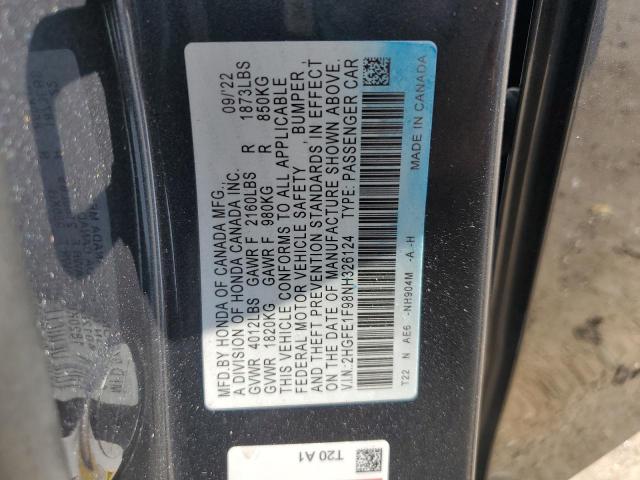 MFD.BY HONDA OF CANADA MFG., 09/'22
A DIVISION OF HONDA CANADA INC.
GVWR 4012LBS GAWR F 2160LBS R 1873LBS
GVWR 1820KG GAWR F 980KG R 850KG
THIS VEHICLE CONFORMS TO ALL APPLICABLE
FEDERAL MOTOR VEHICLE SAFETY, BUMPER,
AND THEFT PREVENTION STANDARDS IN EFFECT
ON THE DATE OF MANUFACTURE SHOWN ABOVE.
V.I.N.:2HGFE1F98NH326124 TYPE: PASSENGER CAR
T22 N AE6 -NH904M -A -H MADE IN CANADA
T20 A1